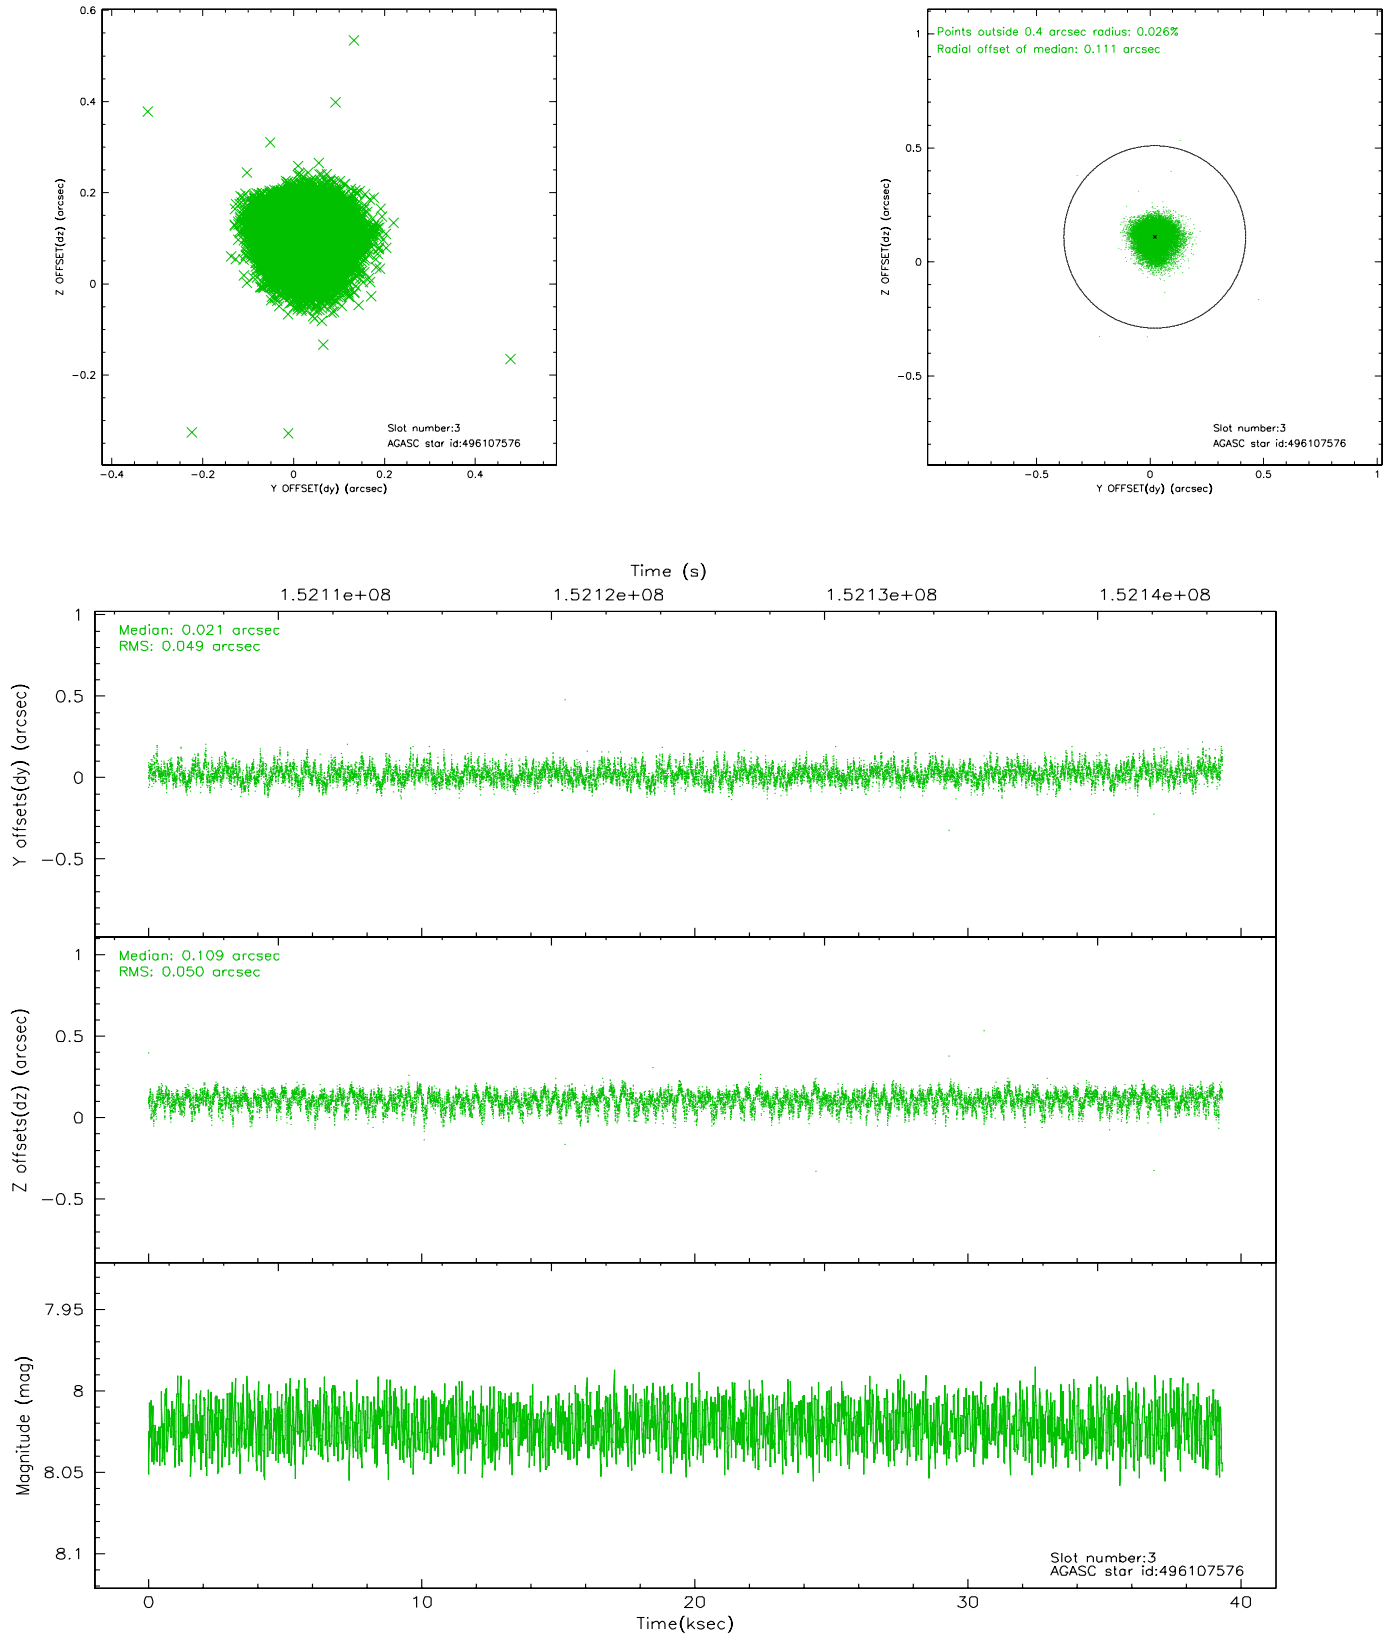 0.6
0.4
0.2
0
−0.2
Z OFFSET(dz) (arcsec)
Slot number:3
AGASC star id:496107576
−0.4 −0.2 0 0.2 0.4
Y OFFSET(dy) (arcsec)
Points outside 0.4 arcsec radius: 0.026%
Radial offset of median: 0.111 arcsec
1
0.5
0
−0.5
Z OFFSET(dz) (arcsec)
Slot number:3
AGASC star id:496107576
−0.5 0 0.5 1
Y OFFSET(dy) (arcsec)
Time (s)
1.5211e+08 1.5212e+08 1.5213e+08 1.5214e+08
Median: 0.021 arcsec
RMS: 0.049 arcsec
1
0.5
0
−0.5
Y offsets(dy) (arcsec)
Median: 0.109 arcsec
RMS: 0.050 arcsec
1
0.5
0
−0.5
Z offsets(dz) (arcsec)
7.95
8
8.05
8.1
Magnitude (mag)
Slot number:3
AGASC star id:496107576
0 10 20 30 40
Time(ksec)